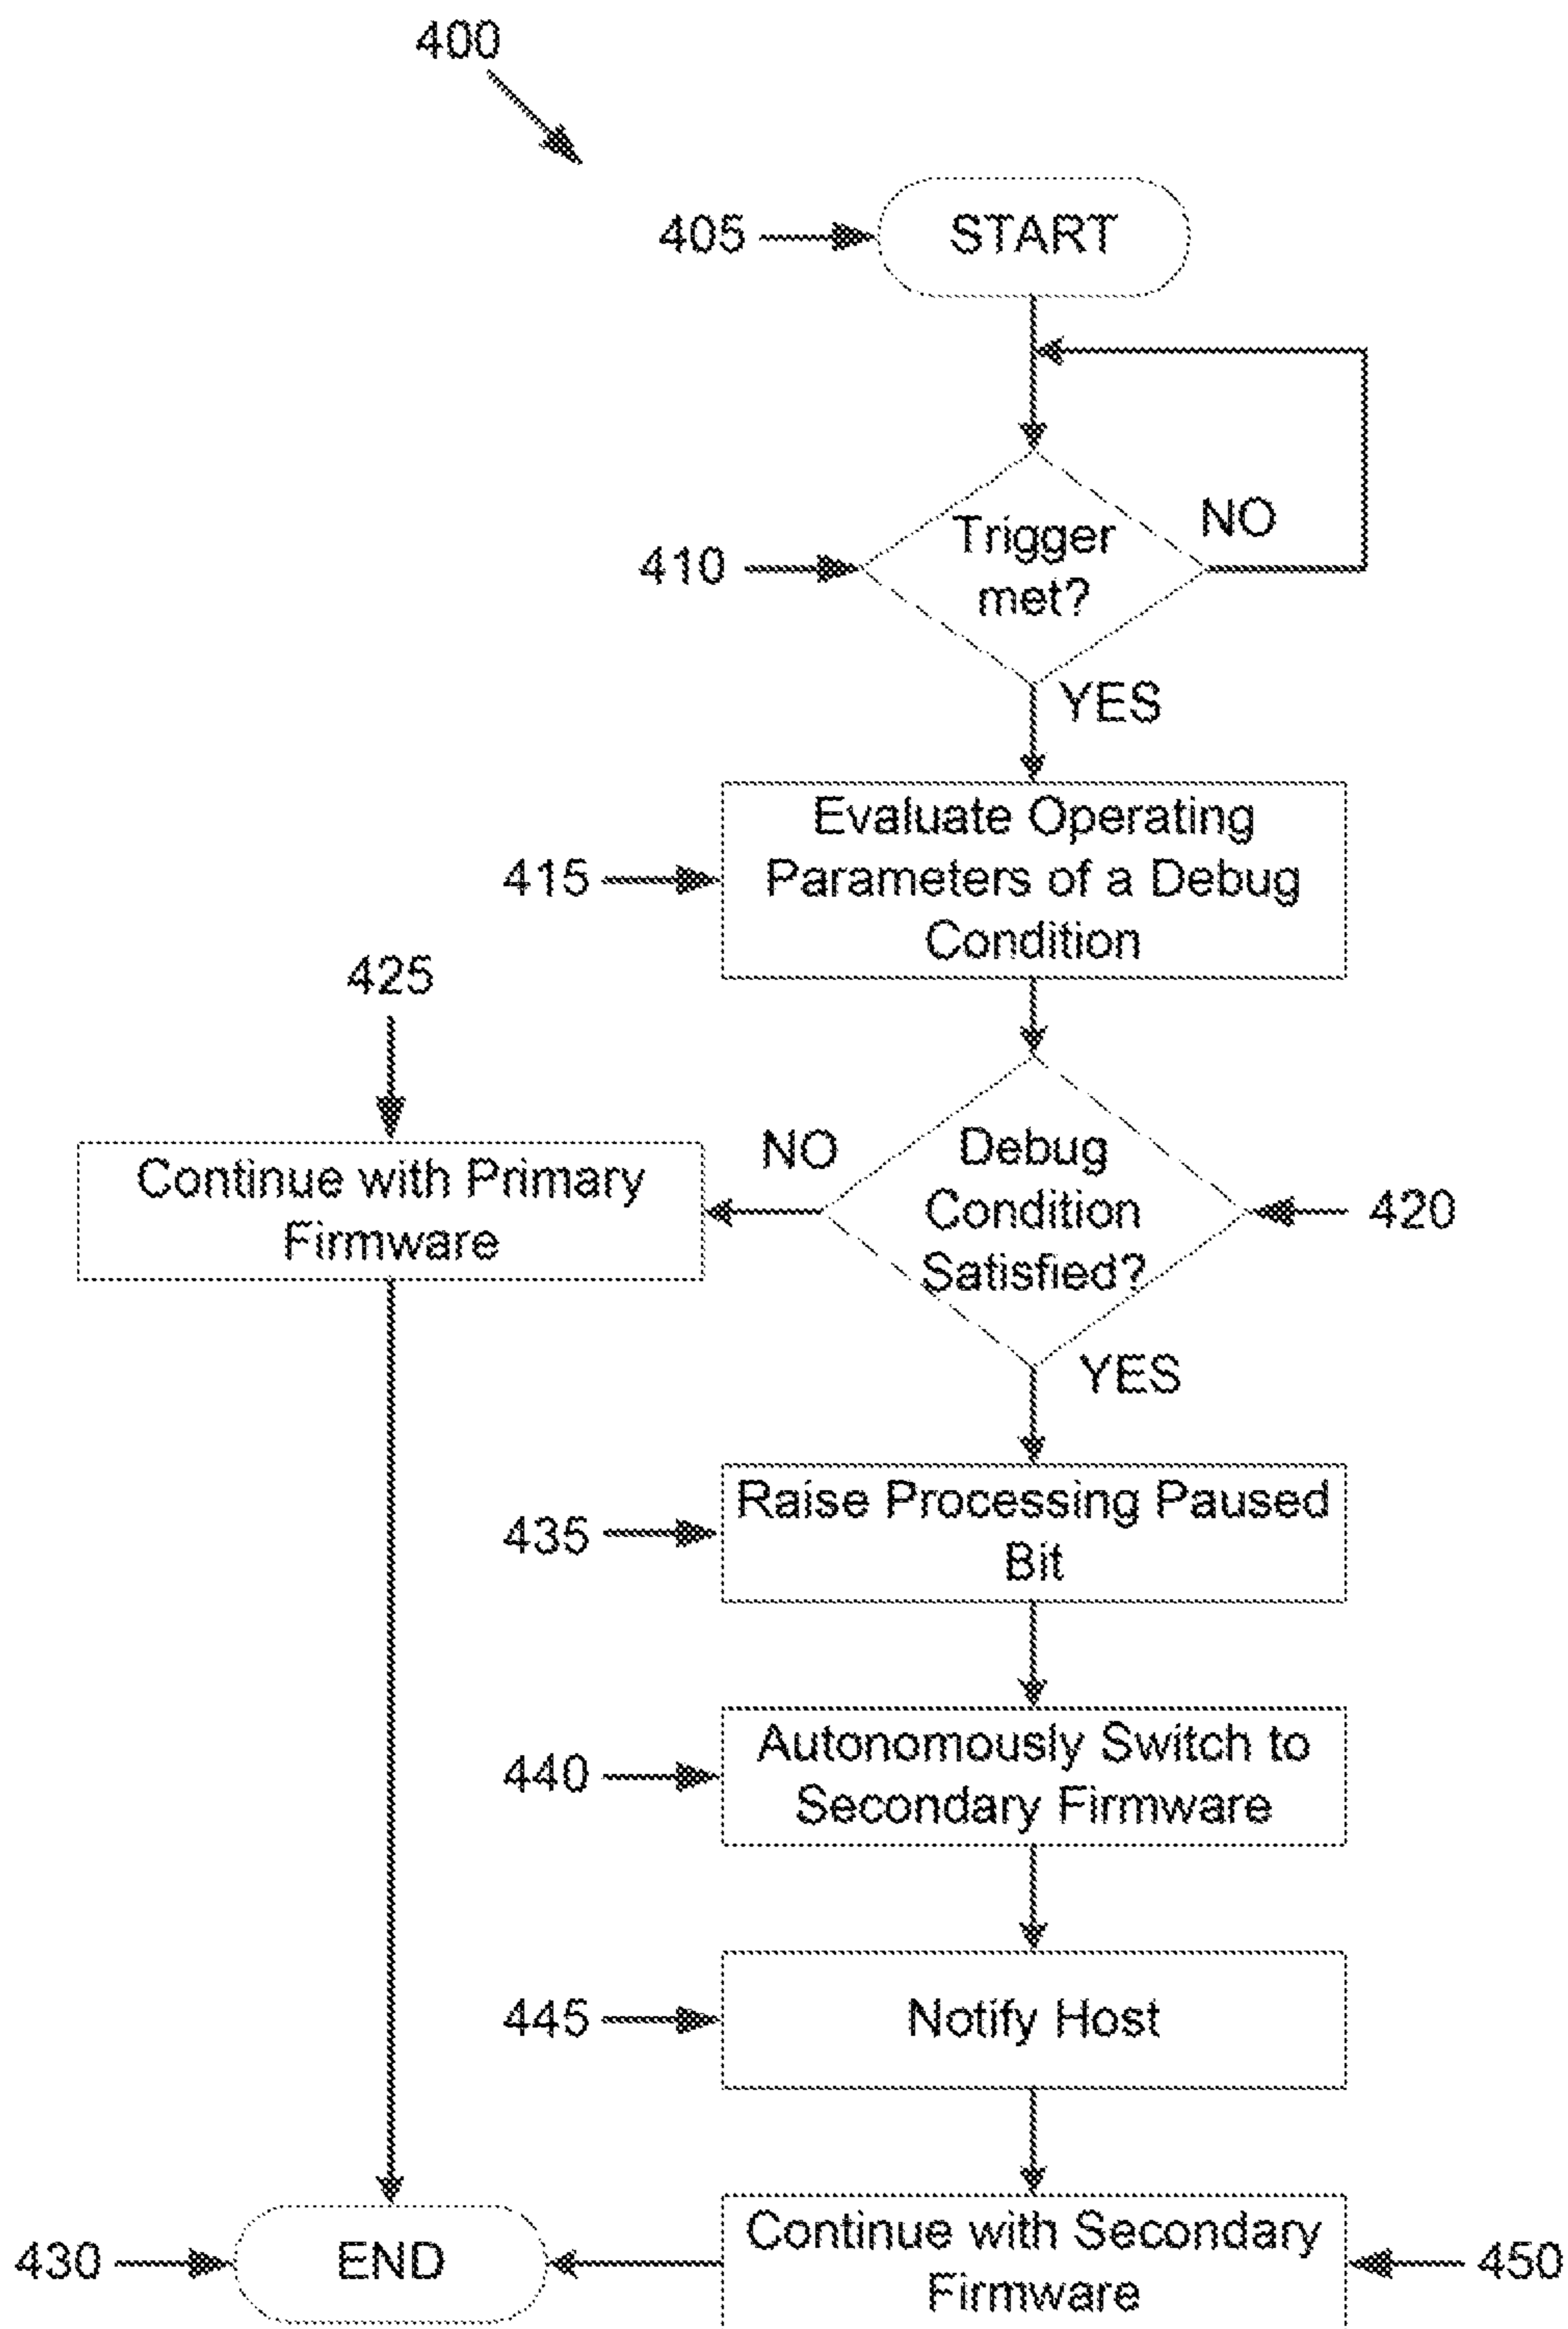 400
405
START
410
Trigger
met?
NO
YES
415
Evaluate Operating
Parameters of a Debug
Condition
425
Continue with Primary
Firmware
NO
Debug
Condition
Satisfied?
420
YES
435
Raise Processing Paused
Bit
440
Autonomously Switch to
Secondary Firmware
445
Notify Host
430
END
Continue with Secondary
Firmware
450